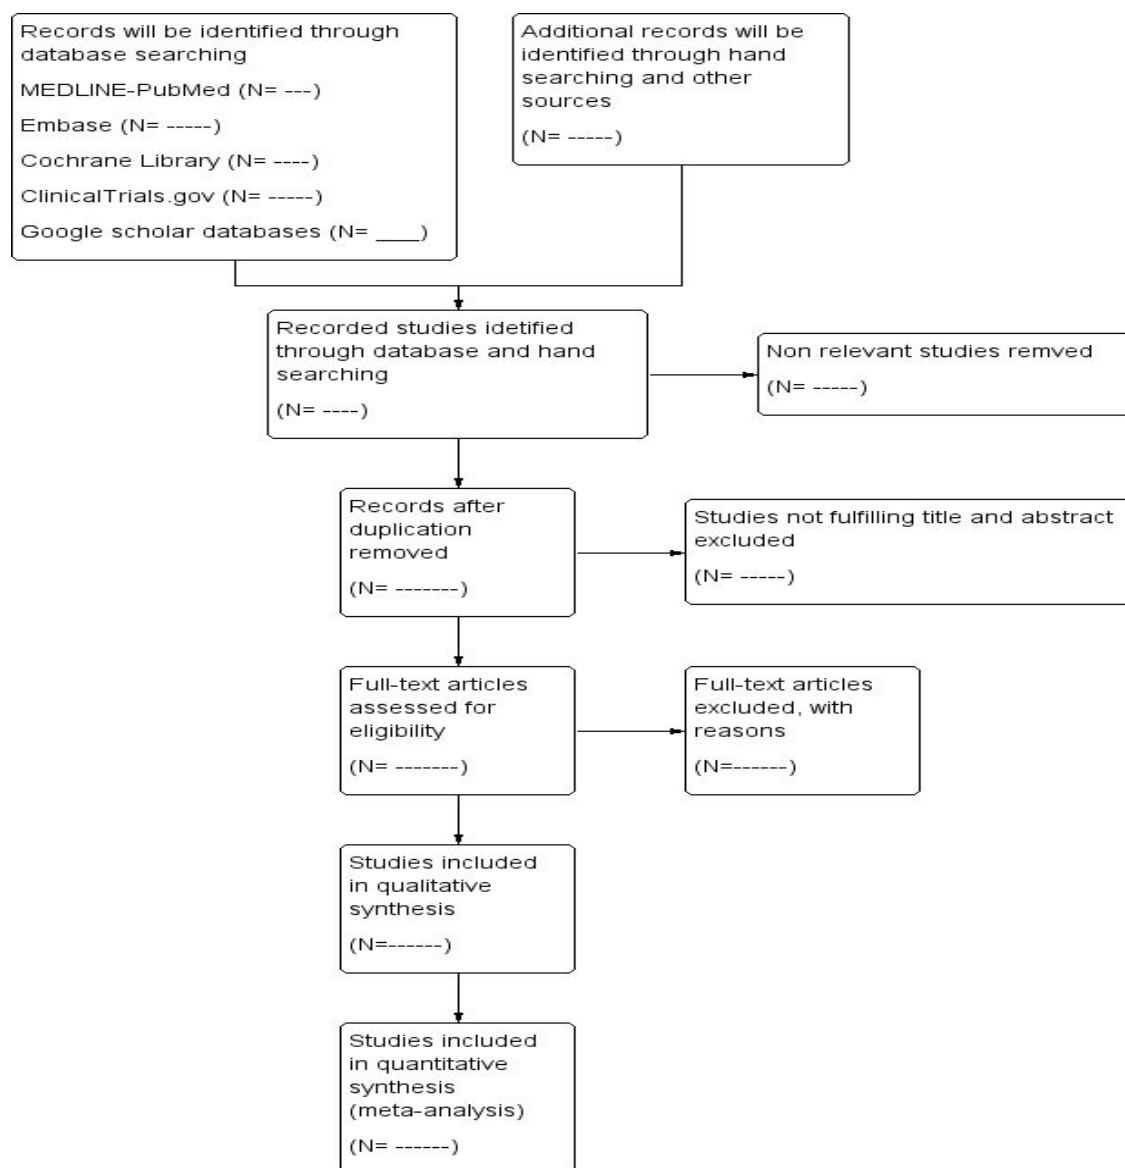 Records will be identified through
database searching
MEDLINE-PubMed (N= ---)
Embase (N= -----)
Cochrane Library (N= ----)
ClinicalTrials.gov (N= -----)
Google scholar databases (N= ____)
Additional records will be
identified through hand
searching and other
sources
(N= -----)
Recorded studies idetified
through database and hand
searching
(N= ----)
Non relevant studies remved
(N= -----)
Records after
duplication
removed
(N= -------)
Studies not fulfilling title and abstract
excluded
(N= -----)
Full-text articles
assessed for
eligibility
(N= -------)
Full-text articles
excluded, with
reasons
(N=------)
Studies included
in qualitative
synthesis
(N=------)
Studies included
in quantitative
synthesis
(meta-analysis)
(N= ------)